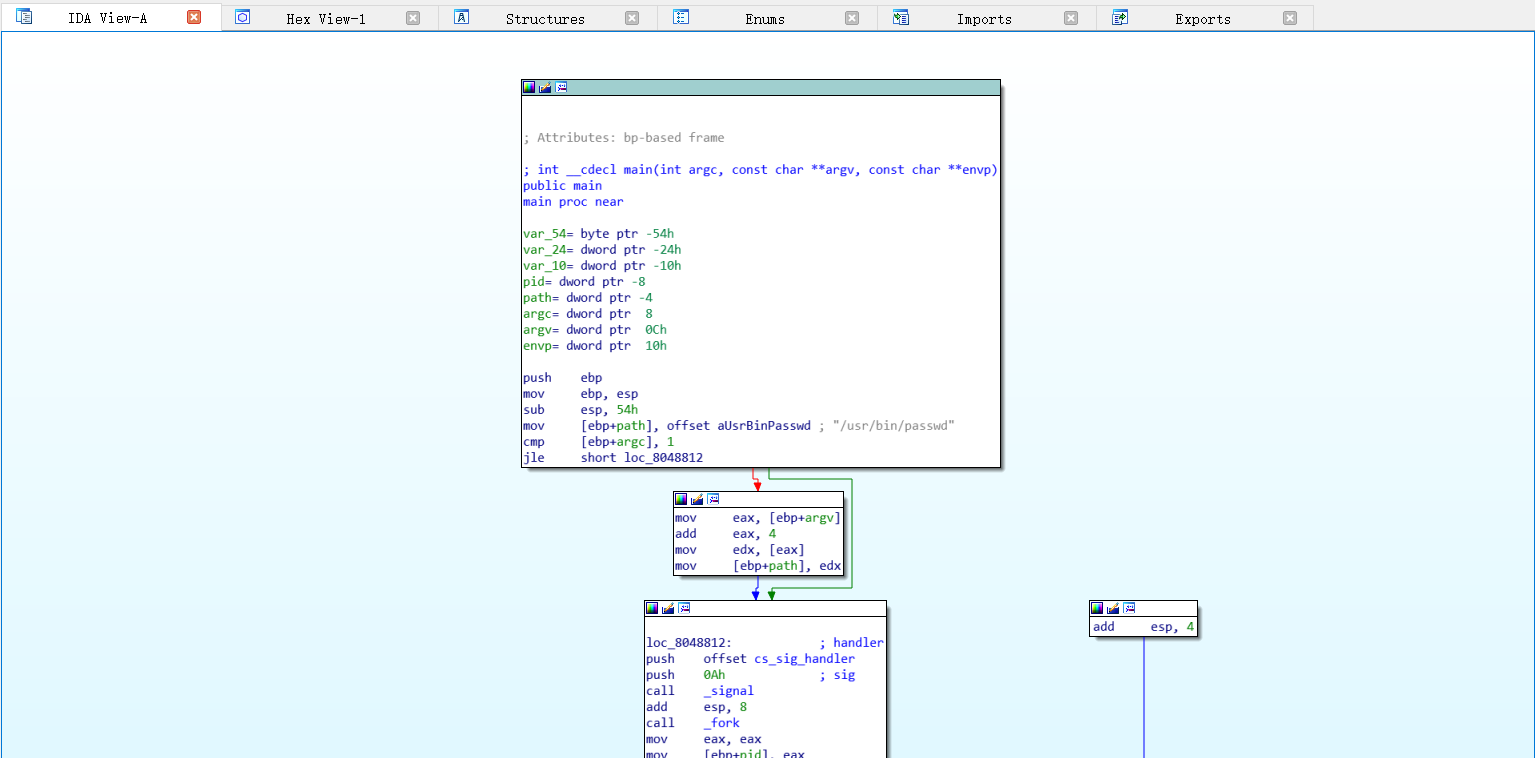 IDA View-A Hex View-1 Structures Enums Imports Exports
; Attributes: bp-based frame
; int __cdecl main(int argc, const char **argv, const char **envp)
public main
main proc near
var_54= byte ptr -54h
var_24= dword ptr -24h
var_10= dword ptr -10h
pid= dword ptr -8
path= dword ptr -4
argc= dword ptr  8
argv= dword ptr  0Ch
envp= dword ptr  10h
push    ebp
mov     ebp, esp
sub     esp, 54h
mov     [ebp+path], offset aUsrBinPasswd ; "/usr/bin/passwd"
cmp     [ebp+argc], 1
jle     short loc_8048812
mov     eax, [ebp+argv]
add     eax, 4
mov     edx, [eax]
mov     [ebp+path], edx
loc_8048812:            ; handler
push    offset cs_sig_handler
push    0Ah             ; sig
call    _signal
add     esp, 8
call    _fork
mov     eax, eax
mov     [ebp+pid], eax
add     esp, 4